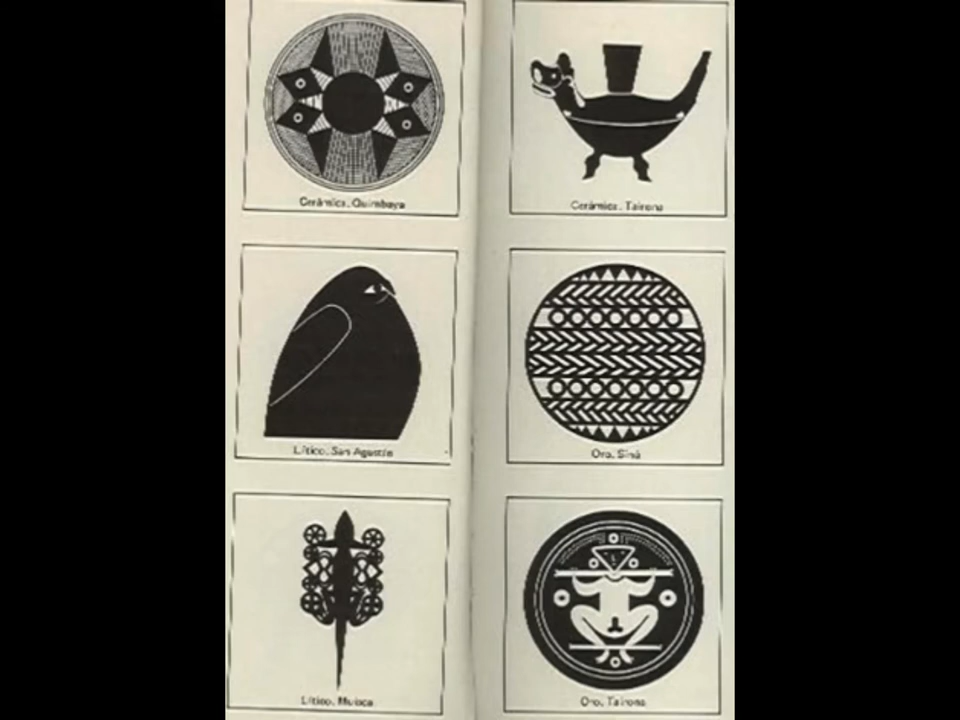 Cerámica. Quimbaya
Cerámica. Tairona
Lítico. San Agustín
Oro. Sinú
Lítico. Muisca
Oro. Tairona